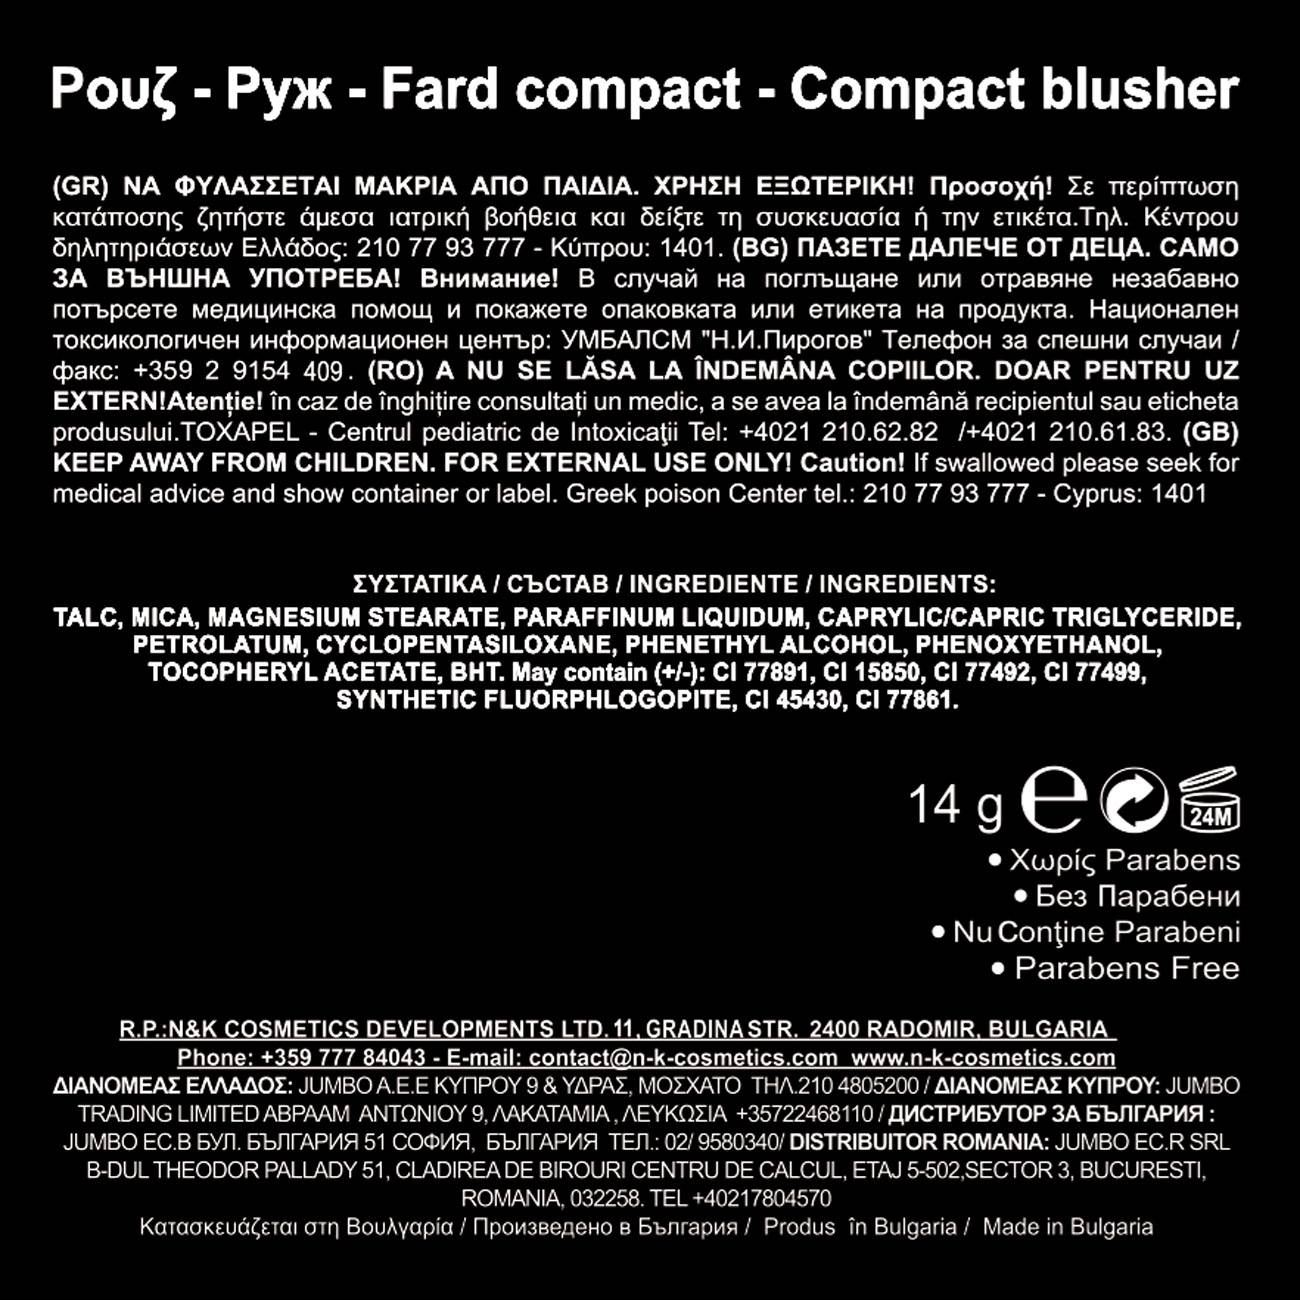 Ρουζ - Руж - Fard compact - Compact blusher
(GR) ΝΑ ΦΥΛΑΣΣΕΤΑΙ ΜΑΚΡΙΑ ΑΠΟ ΠΑΙΔΙΑ. ΧΡΗΣΗ ΕΞΩΤΕΡΙΚΗ! Προσοχή! Σε περίπτωση
κατάποσης ζητήστε άμεσα ιατρική βοήθεια και δείξτε τη συσκευασία ή την ετικέτα.Τηλ. Κέντρου
δηλητηριάσεων Ελλάδος: 210 77 93 777 - Κύπρου: 1401. (BG) ПАЗЕТЕ ДАЛЕЧЕ ОТ ДЕЦА. САМО
ЗА ВЪНШНА УПОТРЕБА! Внимание! В случай на поглъщане или отравяне незабавно
потърсете медицинска помощ и покажете опаковката или етикета на продукта. Национален
токсикологичен информационен център: УМБАЛСМ "Н.И.Пирогов" Телефон за спешни случаи /
факс: +359 2 9154 409. (RO) A NU SE LĂSA LA ÎNDEMÂNA COPIILOR. DOAR PENTRU UZ
EXTERN!Atenție! în caz de înghițire consultați un medic, a se avea la îndemână recipientul sau eticheta
produsului.TOXAPEL - Centrul pediatric de Intoxicaţii Tel: +4021 210.62.82 /+4021 210.61.83. (GB)
KEEP AWAY FROM CHILDREN. FOR EXTERNAL USE ONLY! Caution! If swallowed please seek for
medical advice and show container or label. Greek poison Center tel.: 210 77 93 777 - Cyprus: 1401
ΣΥΣΤΑΤΙΚΑ / СЪСТАВ / INGREDIENTE / INGREDIENTS:
TALC, MICA, MAGNESIUM STEARATE, PARAFFINUM LIQUIDUM, CAPRYLIC/CAPRIC TRIGLYCERIDE,
PETROLATUM, CYCLOPENTASILOXANE, PHENETHYL ALCOHOL, PHENOXYETHANOL,
TOCOPHERYL ACETATE, BHT. May contain (+/-): CI 77891, CI 15850, CI 77492, CI 77499,
SYNTHETIC FLUORPHLOGOPITE, CI 45430, CI 77861.
14 g e 24M
• Χωρίς Parabens
• Без Парабени
• Nu Conţine Parabeni
• Parabens Free
R.P.:N&K COSMETICS DEVELOPMENTS LTD. 11, GRADINA STR. 2400 RADOMIR, BULGARIA
Phone: +359 777 84043 - E-mail: contact@n-k-cosmetics.com www.n-k-cosmetics.com
ΔΙΑΝΟΜΕΑΣ ΕΛΛΑΔΟΣ: JUMBO A.E.E ΚΥΠΡΟΥ 9 & ΥΔΡΑΣ, ΜΟΣΧΑΤΟ ΤΗΛ.210 4805200 / ΔΙΑΝΟΜΕΑΣ ΚΥΠΡΟΥ: JUMBO
TRADING LIMITED ΑΒΡΑΑΜ ΑΝΤΩΝΙΟΥ 9, ΛΑΚΑΤΑΜΙΑ , ΛΕΥΚΩΣΙΑ +35722468110 / ДИСТРИБУТОР ЗА БЪЛГАРИЯ :
JUMBO EC.B БУЛ. БЪЛГАРИЯ 51 СОФИЯ, БЪЛГАРИЯ ТЕЛ.: 02/ 9580340/ DISTRIBUITOR ROMANIA: JUMBO EC.R SRL
B-DUL THEODOR PALLADY 51, CLADIREA DE BIROURI CENTRU DE CALCUL, ETAJ 5-502,SECTOR 3, BUCURESTI,
ROMANIA, 032258. TEL +40217804570
Κατασκευάζεται στη Βουλγαρία / Произведено в България / Produs în Bulgaria / Made in Bulgaria